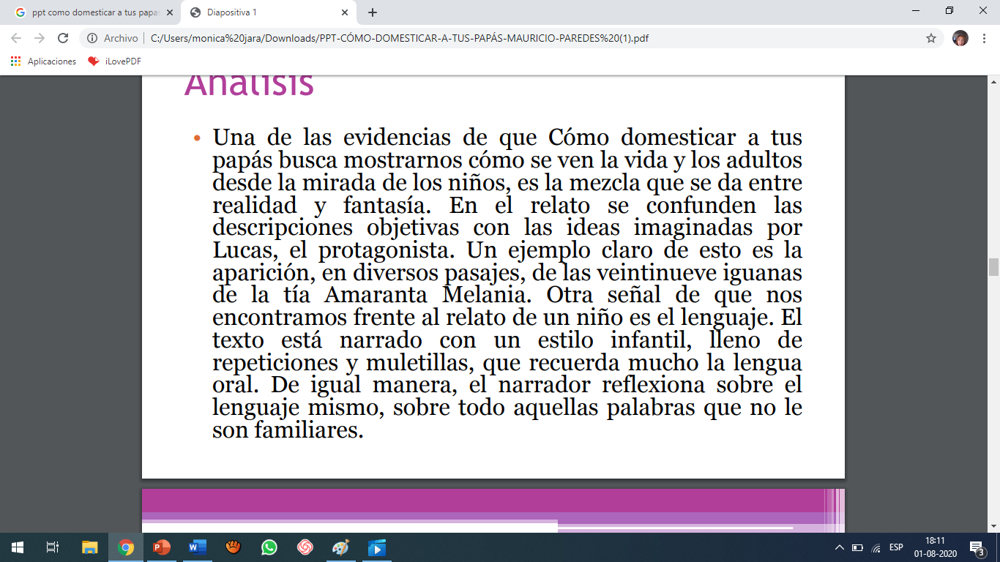 ppt como domesticar a tus papas
Diapositiva 1
Archivo
C:/Users/monica%20jara/Downloads/PPT-CÓMO-DOMESTICAR-A-TUS-PAPÁS-MAURICIO-PAREDES%20(1).pdf
Aplicaciones
iLovePDF
Análisis
Una de las evidencias de que Cómo domesticar a tus
papás busca mostrarnos cómo se ven la vida y los adultos
desde la mirada de los niños, es la mezcla que se da entre
realidad y fantasía. En el relato se confunden las
descripciones objetivas con las ideas imaginadas por
Lucas, el protagonista. Un ejemplo claro de esto es la
aparición, en diversos pasajes, de las veintinueve iguanas
de la tía Amaranta Melania. Otra señal de que nos
encontramos frente al relato de un niño es el lenguaje. El
texto está narrado con un estilo infantil, lleno de
repeticiones y muletillas, que recuerda mucho la lengua
oral. De igual manera, el narrador reflexiona sobre el
lenguaje mismo, sobre todo aquellas palabras que no le
son familiares.
ESP
18:11
01-08-2020
3